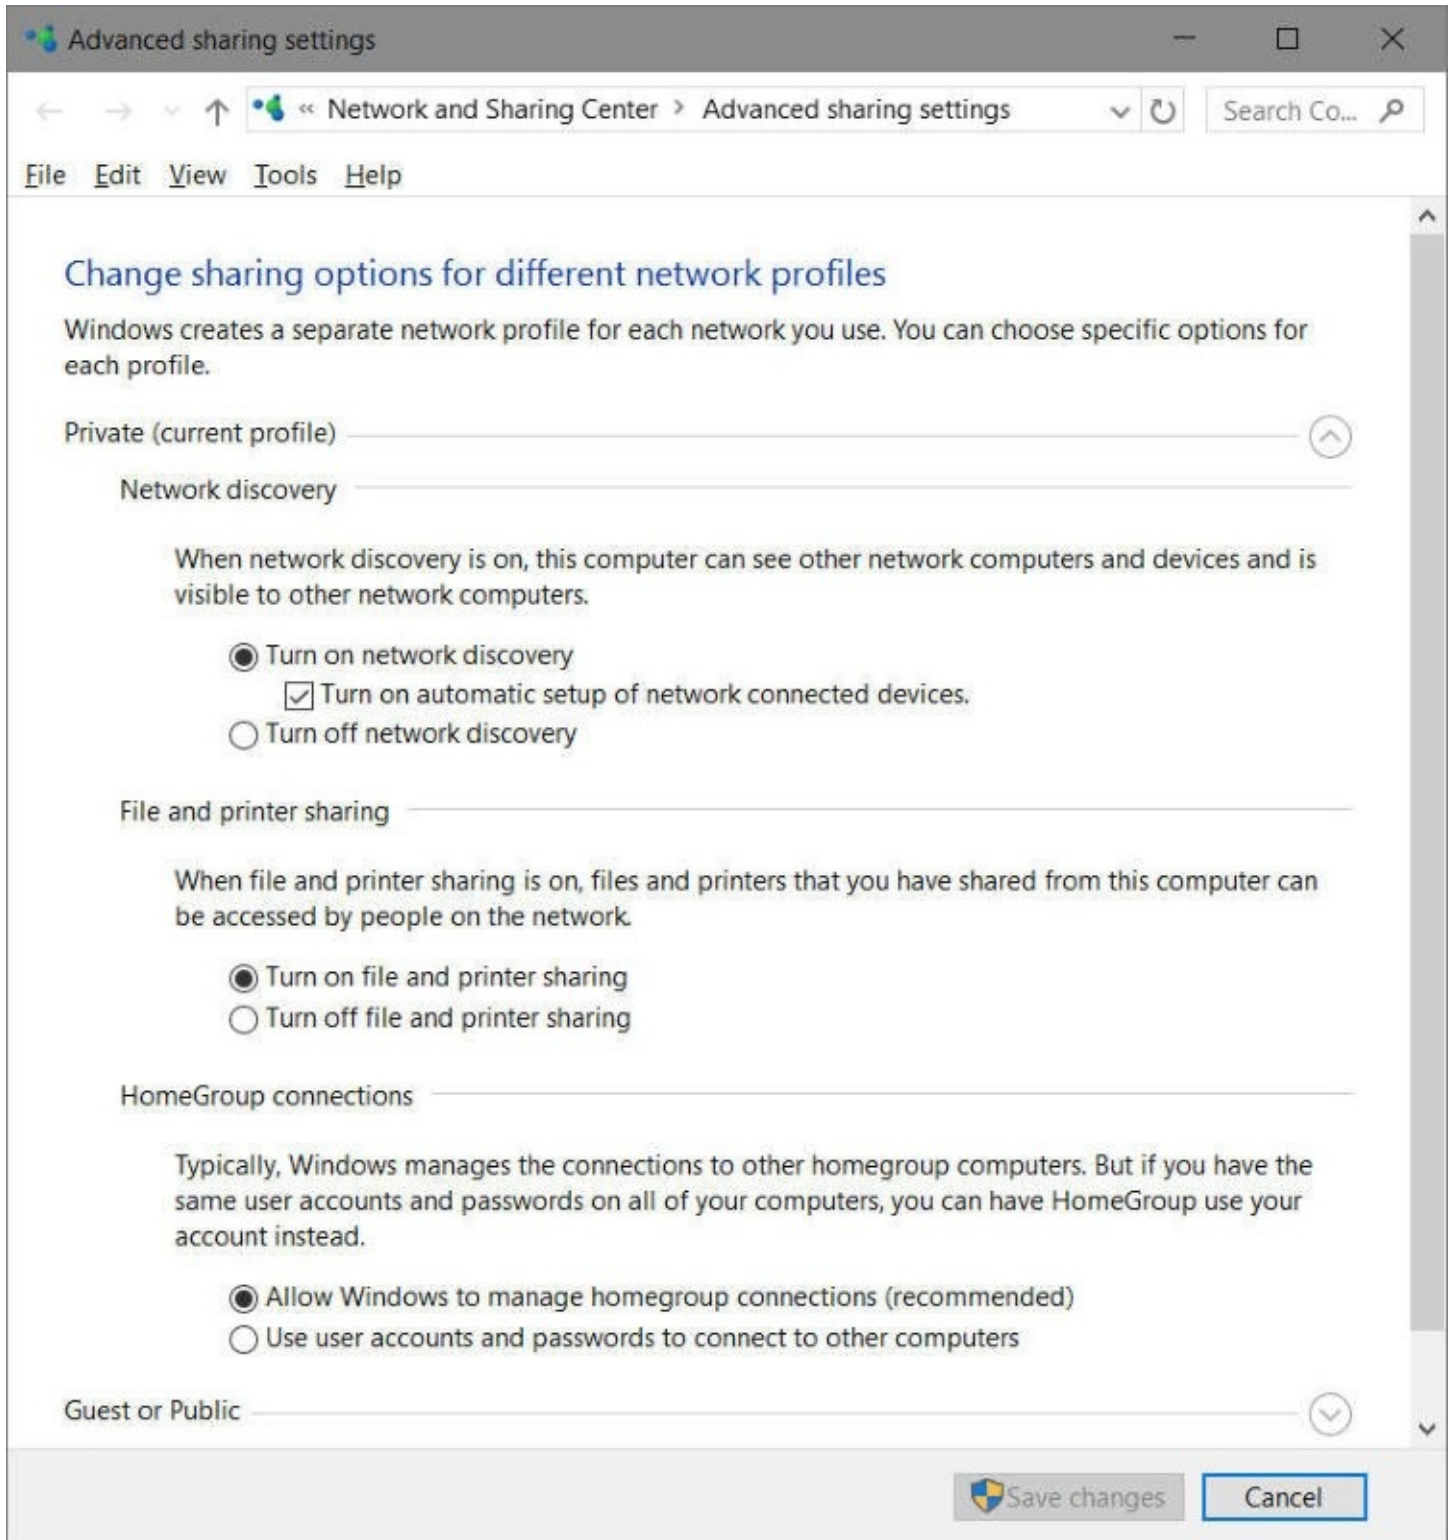 Advanced sharing settings
« Network and Sharing Center > Advanced sharing settings
Search Co...
File Edit View Tools Help
Change sharing options for different network profiles
Windows creates a separate network profile for each network you use. You can choose specific options for
each profile.
Private (current profile)
Network discovery
When network discovery is on, this computer can see other network computers and devices and is
visible to other network computers.
Turn on network discovery
Turn on automatic setup of network connected devices.
Turn off network discovery
File and printer sharing
When file and printer sharing is on, files and printers that you have shared from this computer can
be accessed by people on the network.
Turn on file and printer sharing
Turn off file and printer sharing
HomeGroup connections
Typically, Windows manages the connections to other homegroup computers. But if you have the
same user accounts and passwords on all of your computers, you can have HomeGroup use your
account instead.
Allow Windows to manage homegroup connections (recommended)
Use user accounts and passwords to connect to other computers
Guest or Public
Save changes
Cancel